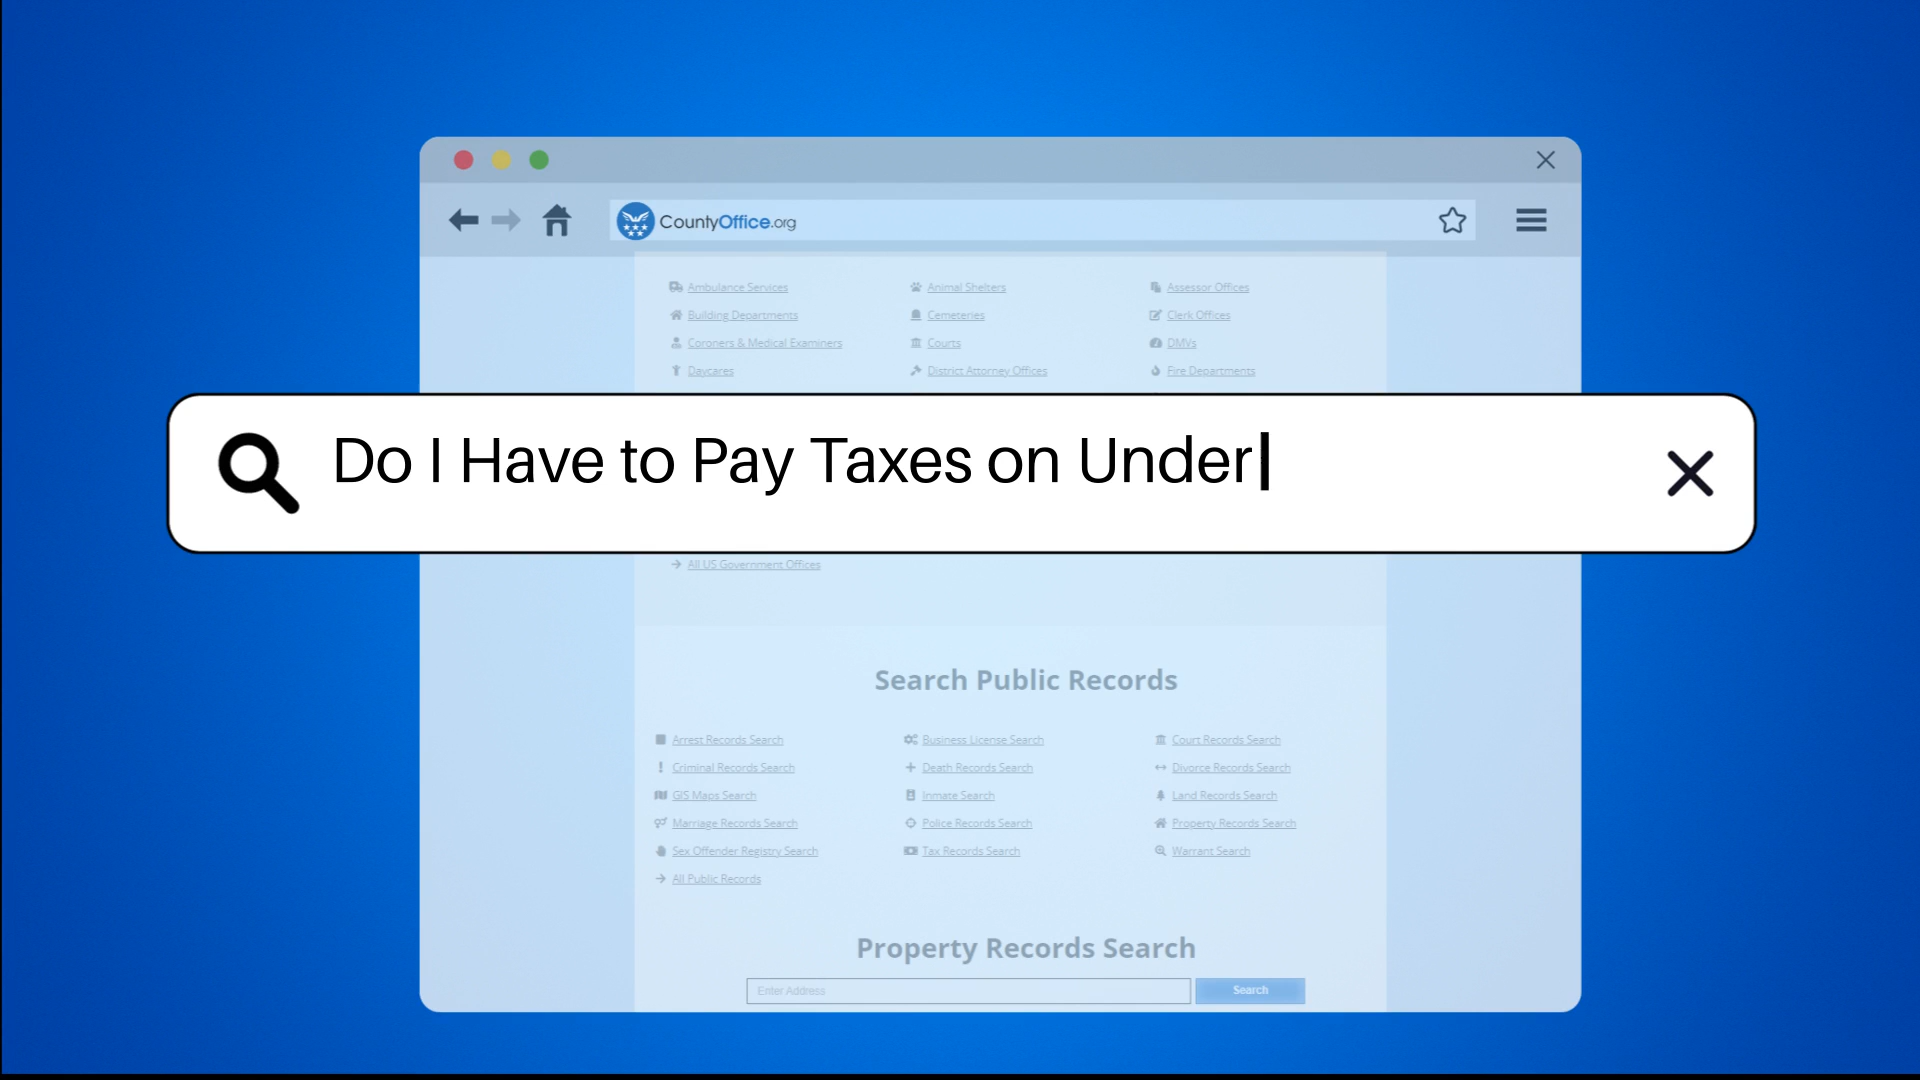 CountyOffice.org
Ambulance Services Animal Shelters Assessor Offices
Building Departments Cemeteries Clerk Offices
Coroners & Medical Examiners Courts DMVs
Daycares District Attorney Offices Fire Departments
Do I Have to Pay Taxes on Under
All US Government Offices
Search Public Records
Arrest Records Search Business License Search Court Records Search
Criminal Records Search Death Records Search Divorce Records Search
GIS Maps Search Inmate Search Land Records Search
Marriage Records Search Police Records Search Property Records Search
Sex Offender Registry Search Tax Records Search Warrant Search
All Public Records
Property Records Search
Enter Address Search